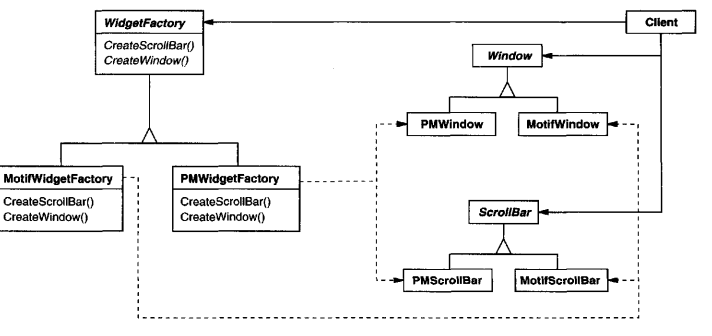 WidgetFactory
CreateScrollBar()
CreateWindow()
Client
Window
PMWindow
MotifWindow
MotifWidgetFactory
CreateScrollBar()
CreateWindow()
PMWidgetFactory
CreateScrollBar()
CreateWindow()
ScrollBar
PMScrollBar
MotifScrollBar